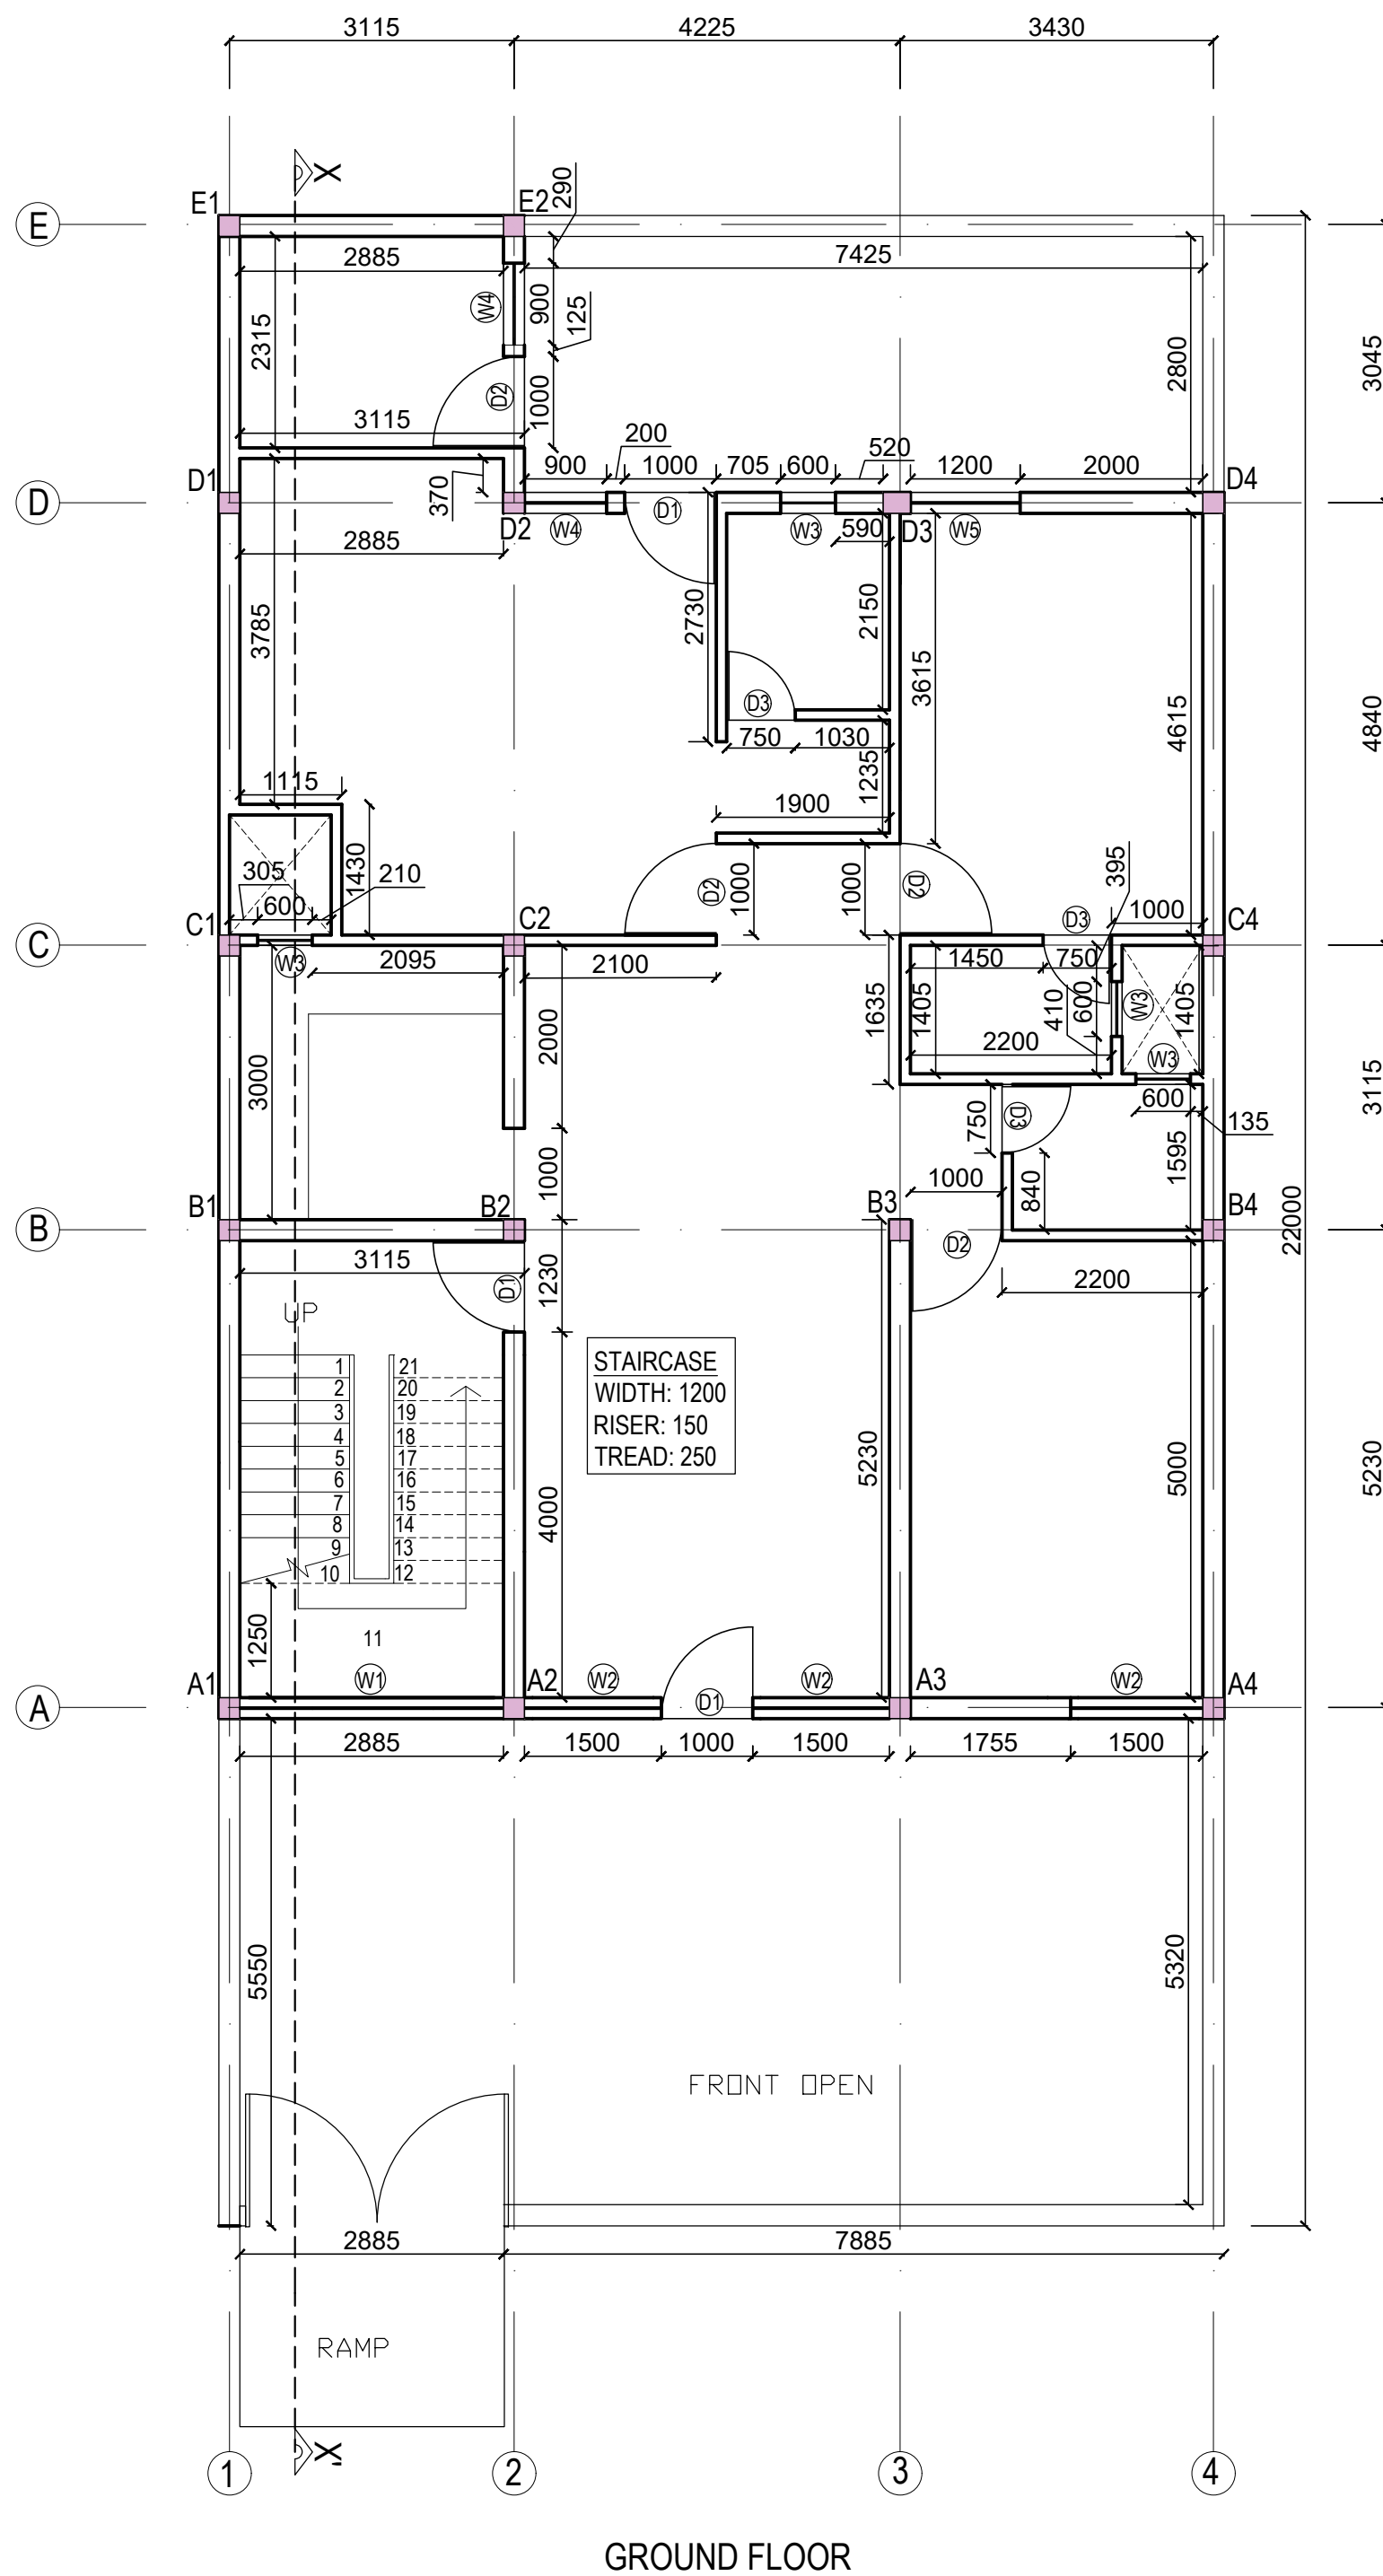 3115 4225 3430
X
E1 E2 290
E
2885 7425
W4 900 125
2315 2800 3045
D2 1000
3115
200 520
900 1000 705 600 1200 2000
D1 370 D4
D
D2 W4 D1 W3 590 D3 W5
2885
3785 2730 2150 3615 4615 4840
D3
750 1030
1115 1235
1900
1430
305 210 395
600 D2 1000 1000 D2 1000
C1 C2 D3 C4
C
W3 2095 2100 1450 750
1635 1405 410 600 W3 1405
2000 2200 W3
3000 3115
750 D3 600 135
1000 1595
1000 840
B1 B2 B3 B4
B
22000
3115 D1 1230 D2
2200
UP
STAIRCASE
WIDTH: 1200
RISER: 150
TREAD: 250
1 21
2 20
3 19
4 18
5 17
6 16
7 15
8 14
9 13
10 12
4000 5230 5000 5230
1250 11
A1 W1 A2 W2 D1 W2 A3 W2 A4
A
2885 1500 1000 1500 1755 1500
5550 5320
FRONT OPEN
2885 7885
RAMP
X'
1 2 3 4
GROUND FLOOR